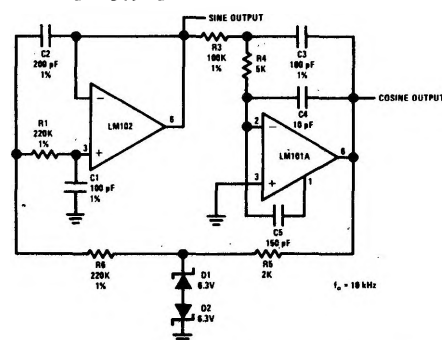 SINE OUTPUT
C2
200 pF
1%
R3
100K
1%
R4
5K
C3
100 pF
1%
COSINE OUTPUT
C4
10 pF
R1
220K
1%
LM102
6
3
C1
100 pF
1%
2
LM101A
6
3
1
C5
150 pF
R6
220K
1%
D1
6.3V
D2
6.3V
R5
2K
fo = 10 kHz